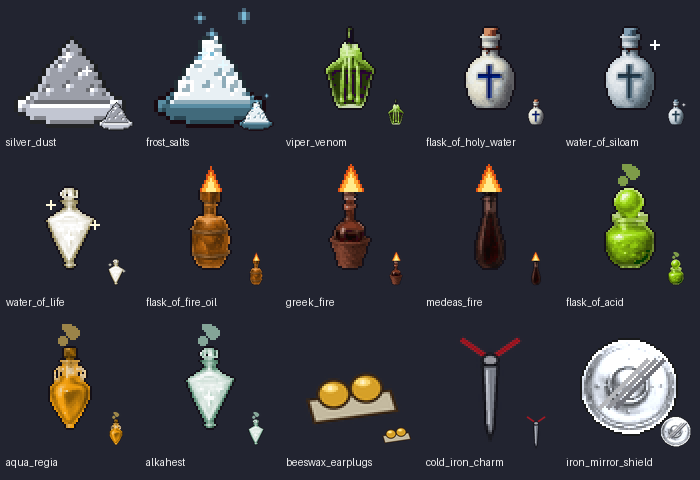 silver_dust
frost_salts
viper_venom
flask_of_holy_water
water_of_siloam
water_of_life
flask_of_fire_oil
greek_fire
medeas_fire
flask_of_acid
aqua_regia
alkahest
beeswax_earplugs
cold_iron_charm
iron_mirror_shield